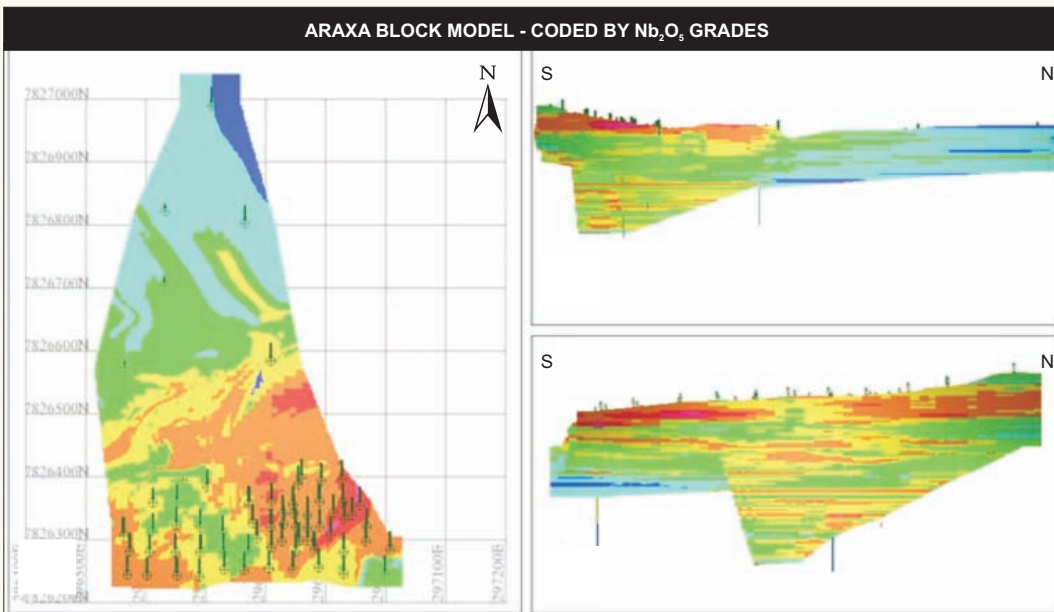 ARAXA BLOCK MODEL - CODED BY Nb₂O₅ GRADES
N
7827000N
7826900N
7826800N
7826700N
7826600N
7826500N
7826400N
7826300N
297100E
297200E
S N
S N